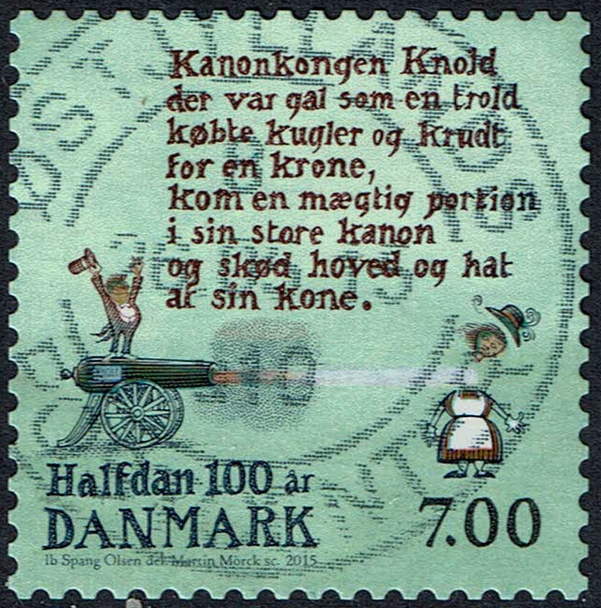 Kanonkongen Knold
der var gal som en trold
købte kugler og krudt
for en krone,
kom en mægtig portion
i sin store kanon
og skød hoved og hat
af sin kone.
Halfdan 100 år
DANMARK
7.00
Ib Spang Olsen del. Martin Mörck sc. 2015